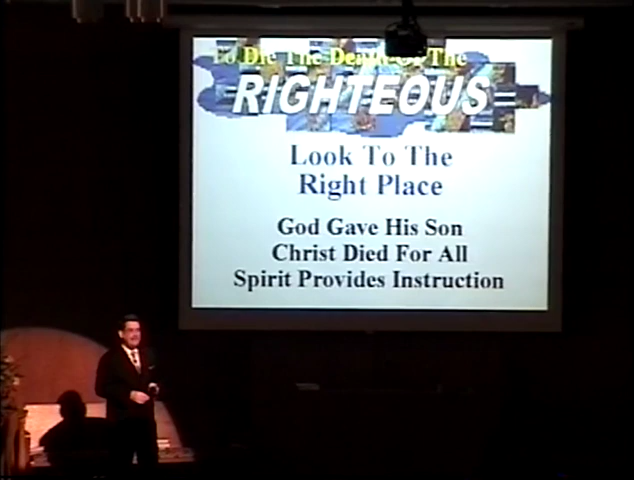 To Die The Death Of The
RIGHTEOUS
Look To The
Right Place
God Gave His Son
Christ Died For All
Spirit Provides Instruction